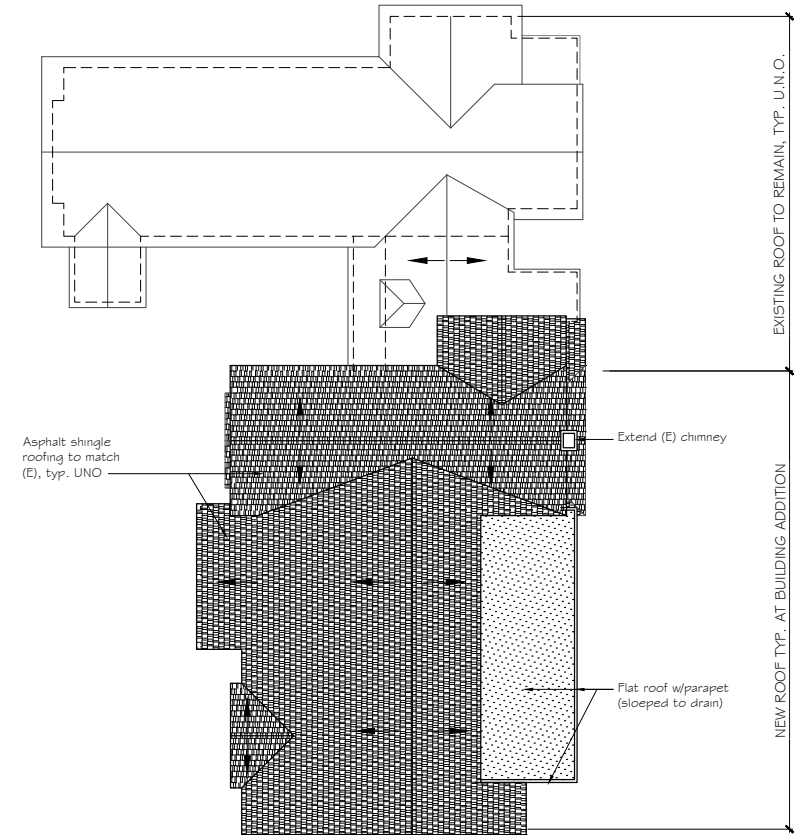 EXISTING ROOF TO REMAIN, TYP. U.N.O.
Asphalt shingle
roofing to match
(E), typ. UNO
Extend (E) chimney
NEW ROOF TYP. AT BUILDING ADDITION
Flat roof w/parapet
(sloeped to drain)